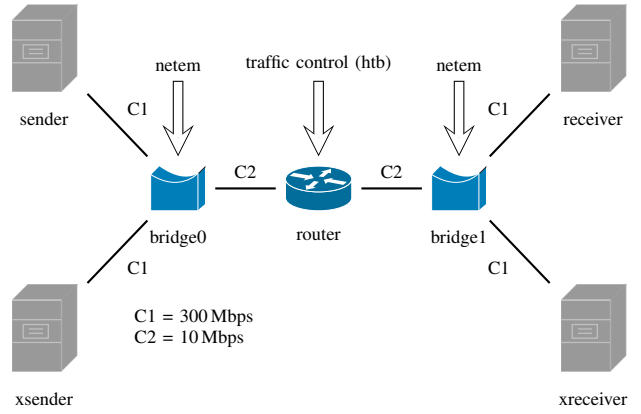 netem
traffic control (htb)
netem
sender
C1
C1
receiver
C2
C2
bridge0
router
bridge1
C1
C1
C1 = 300 Mbps
C2 = 10 Mbps
xsender
xreceiver